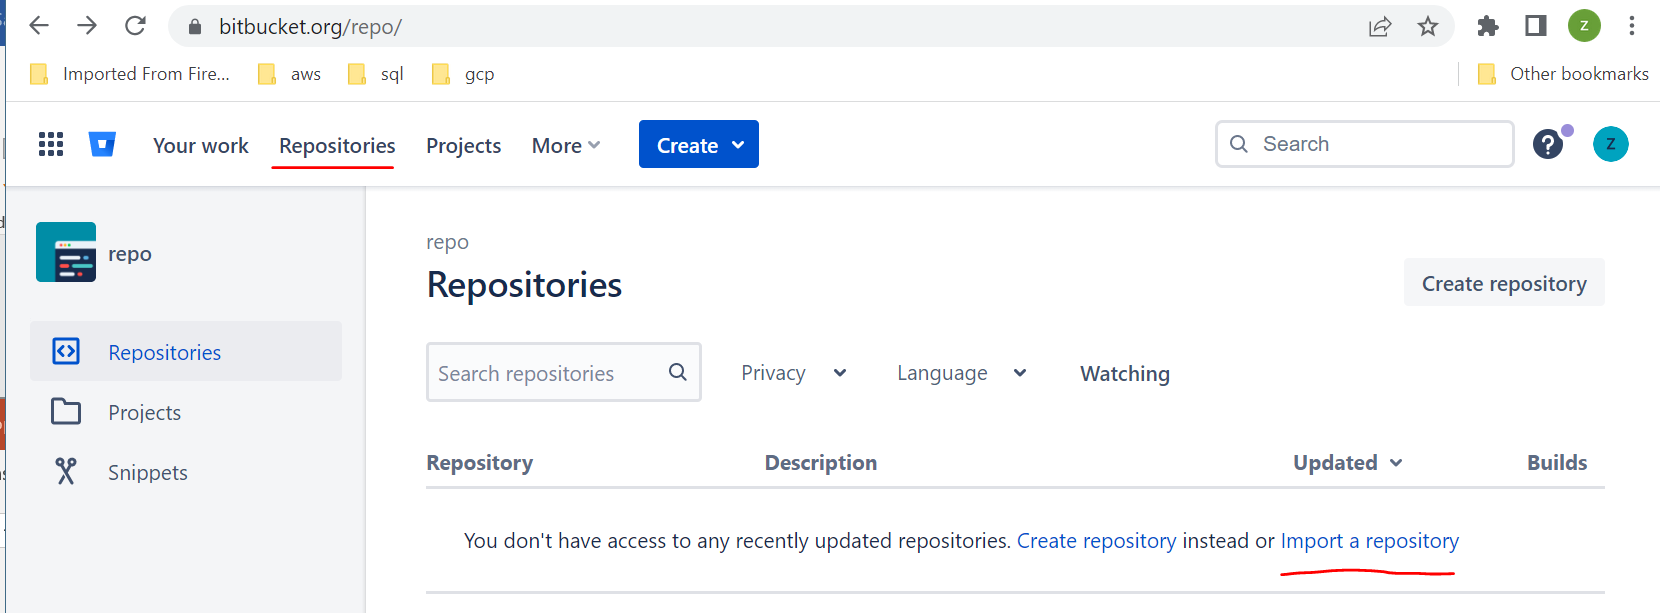 bitbucket.org/repo/
Z
Imported From Fire... aws sql gcp Other bookmarks
Your work Repositories Projects More Create Search ? Z
repo
Repositories
Projects
Snippets
repo
Repositories
Create repository
Search repositories Privacy Language Watching
Repository Description Updated Builds
You don't have access to any recently updated repositories. Create repository instead or Import a repository